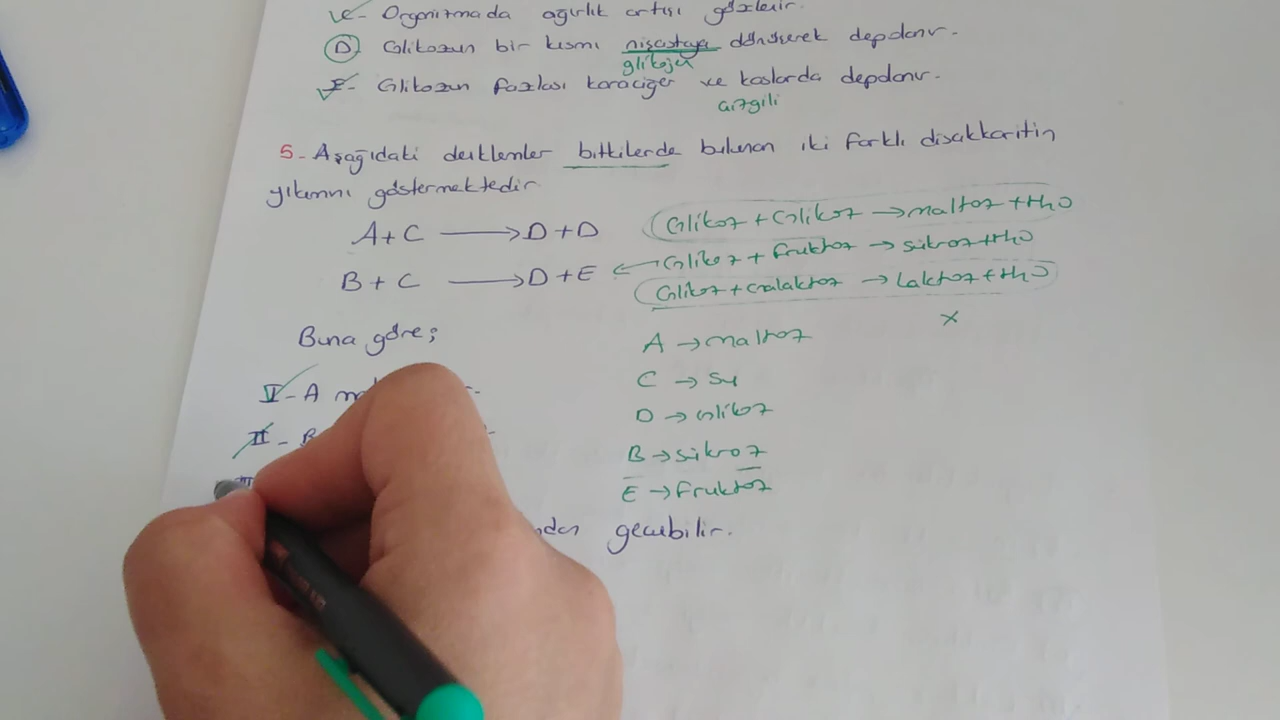 C- Organizmada ağırlık artışı gözlenir.
D Glikozun bir kısmı nişastaya dönüşerek depolanır.
glikojen
E- Glikozun fazlası karaciğer ve kaslarda depolanır.
çizgili
5- Aşağıdaki denklemler bitkilerde bulunan iki farklı disakkaritin
yıkımını göstermektedir.
A+C → D+D
B+C → D+E
Glikoz + Glikoz → maltoz + H2O
Glikoz + fruktoz → sükroz + H2O
Glikoz + Galaktoz → Laktoz + H2O
x
Buna göre;
I- A
II- B
A → maltoz
C → su
D → Glikoz
B → sükroz
E → Fruktoz
geçebilir.